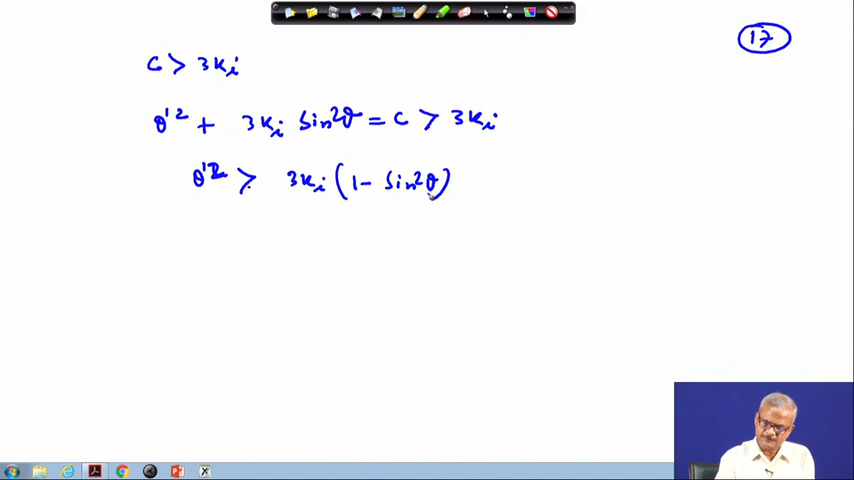 17
C > 3Ki
θ'² + 3Ki Sin²θ = C > 3Ki
θ'² > 3Ki (1 - Sin²θ)